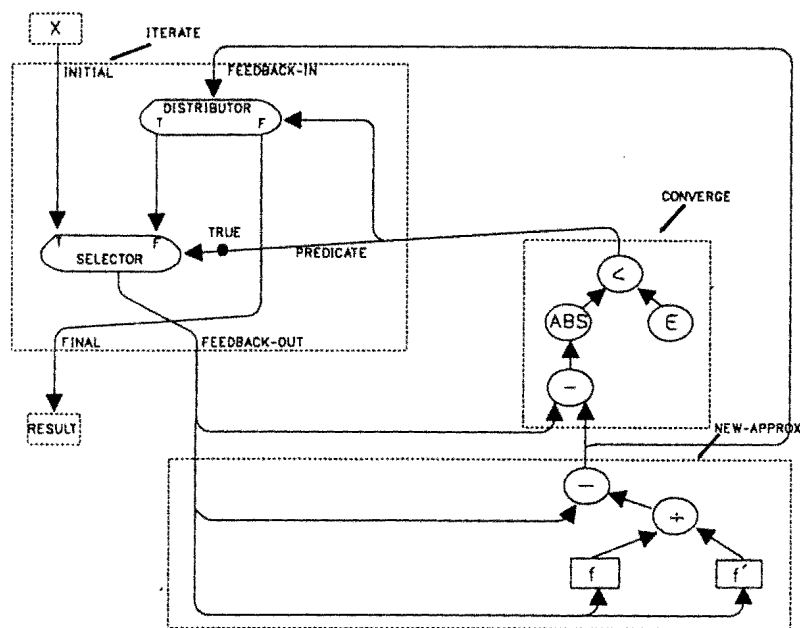 X
ITERATE
INITIAL
FEEDBACK-IN
DISTRIBUTOR
T F
CONVERGE
TRUE
T F
SELECTOR
PREDICATE
<
ABS
E
FINAL
FEEDBACK-OUT
−
RESULT
NEW-APPROX
−
÷
f
f´